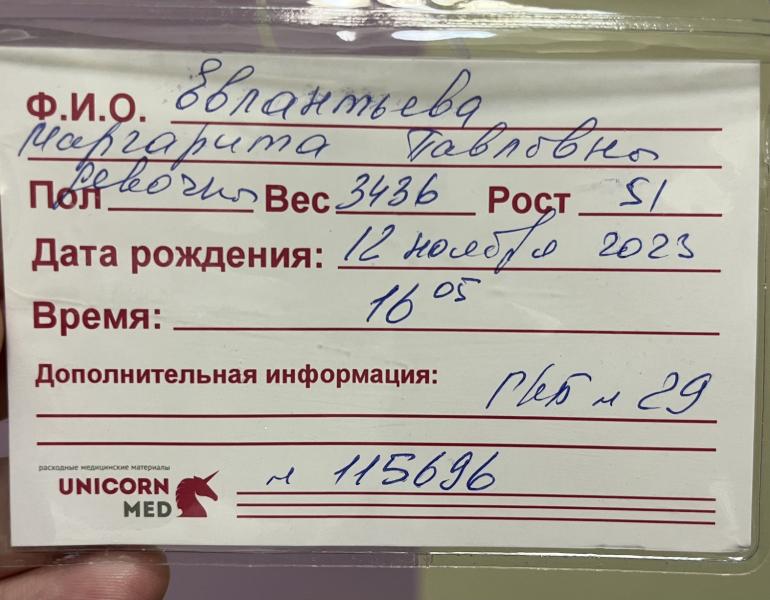 Ф.И.О. Евлантьева
Маргарита Павловна
Пол девочка Вес 3436 Рост 51
Дата рождения: 12 ноября 2023
Время: 16 05
Дополнительная информация:
ГКБ № 29
расходные медицинские материалы
UNICORN
MED
№ 115696